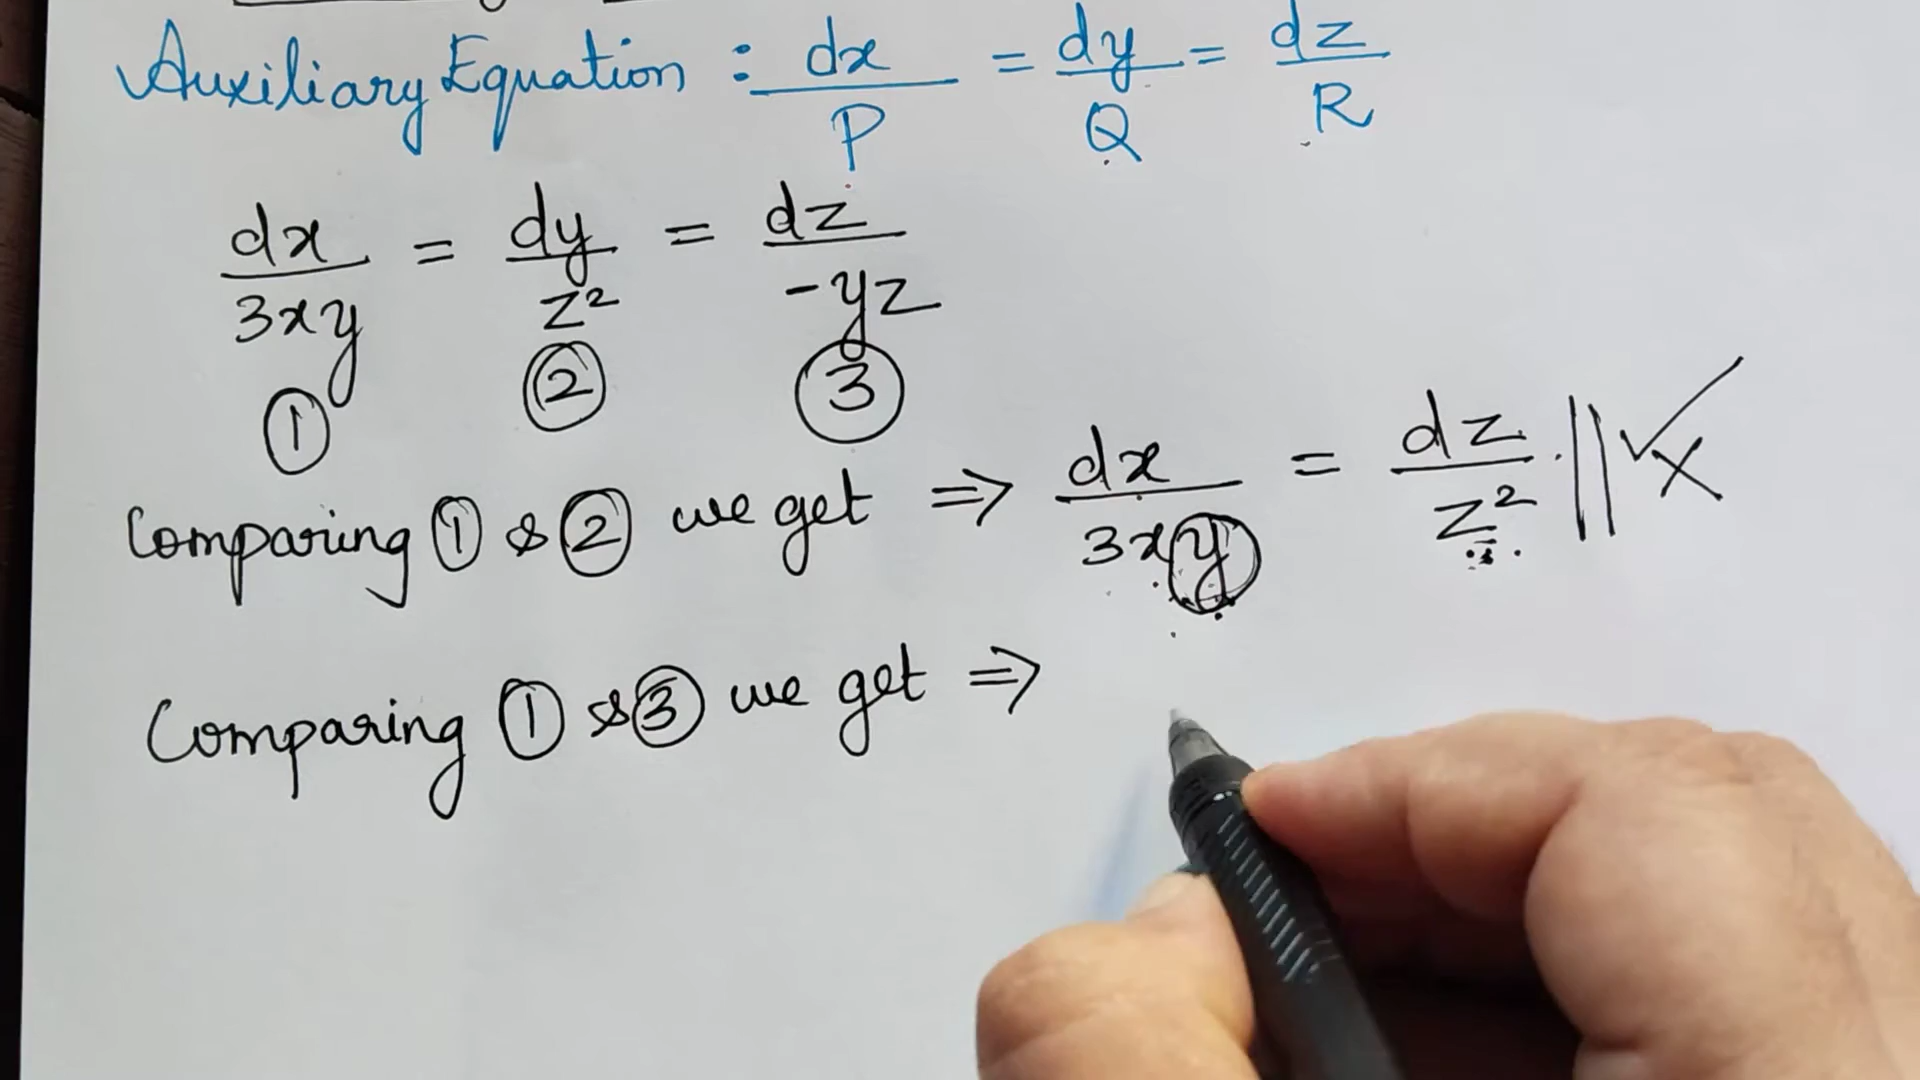 Auxiliary Equation : dx/P = dy/Q = dz/R
dx/3xy = dy/z² = dz/-yz
① ② ③
Comparing ① & ② we get ⇒ dx/3xy = dz/z² . || ✓x
Comparing ① & ③ we get ⇒